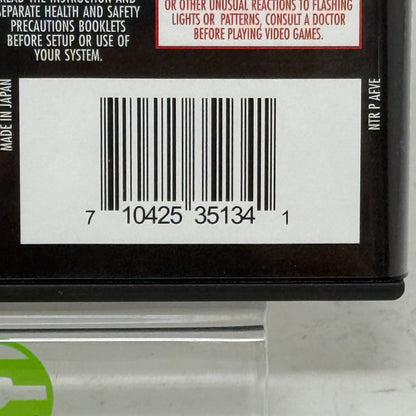 READ THE INSTRUCTION AND
SEPARATE HEALTH AND SAFETY
PRECAUTIONS BOOKLETS
BEFORE SETUP OR USE OF
YOUR SYSTEM.
OR OTHER UNUSUAL REACTIONS TO FLASHING
LIGHTS OR PATTERNS, CONSULT A DOCTOR
BEFORE PLAYING VIDEO GAMES.
MADE IN JAPAN
NTR P AFVE
7 10425 35134 1